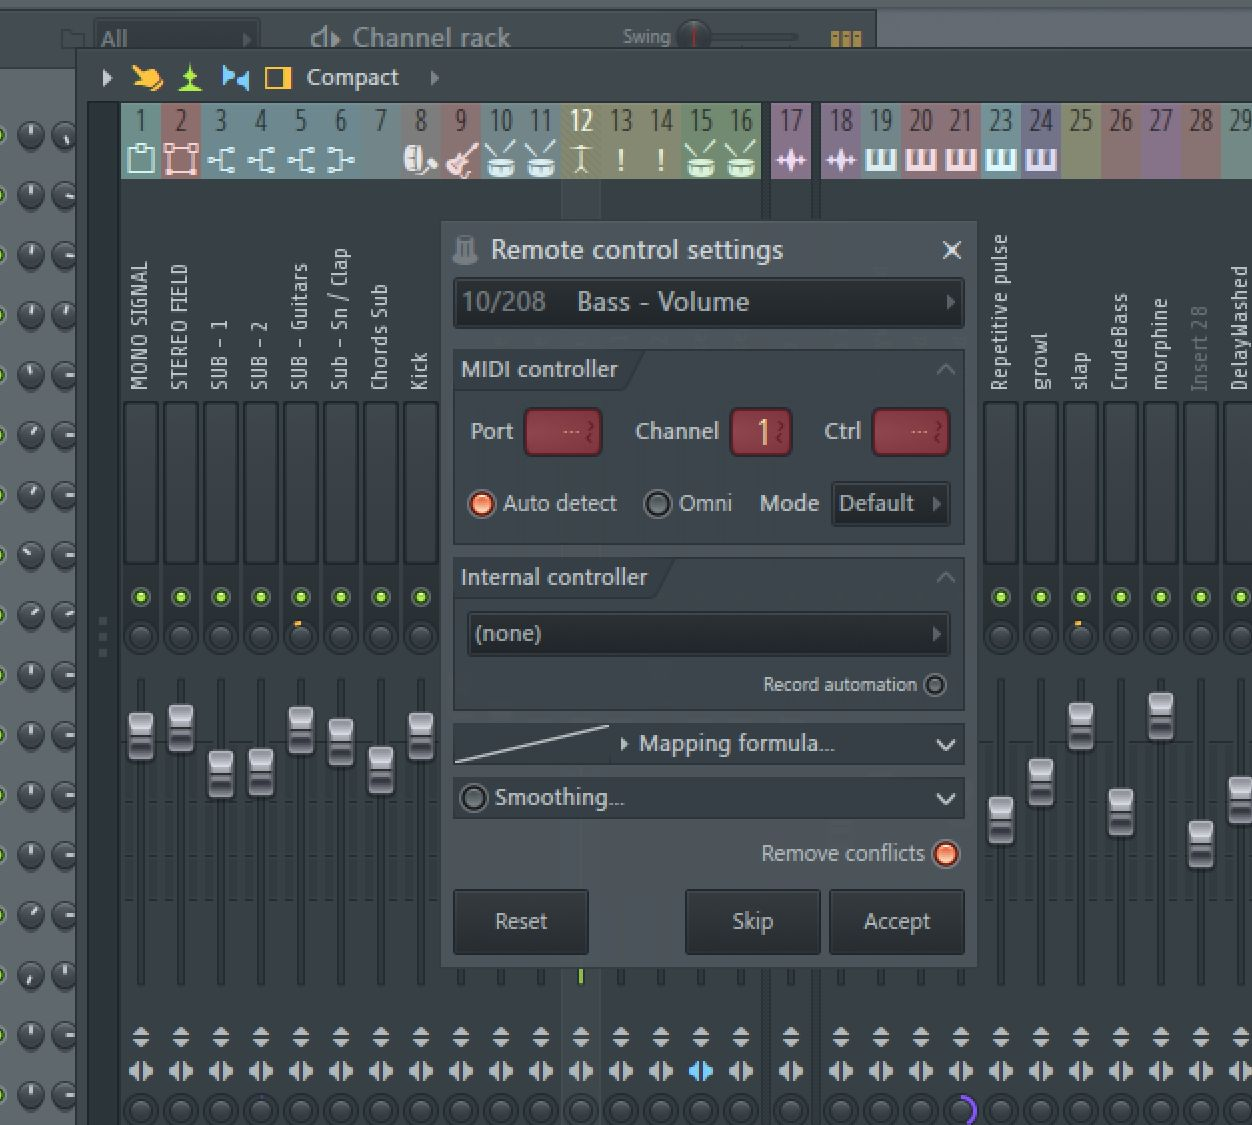 All
Channel rack
Swing
Compact
1 2 3 4 5 6 7 8 9 10 11 12 13 14 15 16 17 18 19 20 21 23 24 25 26 27 28 29
MONO SIGNAL
STEREO FIELD
SUB - 1
SUB - 2
SUB - Guitars
Sub - Sn / Clap
Chords Sub
Kick
Remote control settings
10/208 Bass - Volume
MIDI controller
Port --- Channel 1 Ctrl ---
Auto detect Omni Mode Default
Internal controller
(none)
Record automation
Mapping formula...
Smoothing...
Remove conflicts
Reset Skip Accept
Repetitive pulse
growl
slap
CrudeBass
morphine
Insert 28
DelayWashed